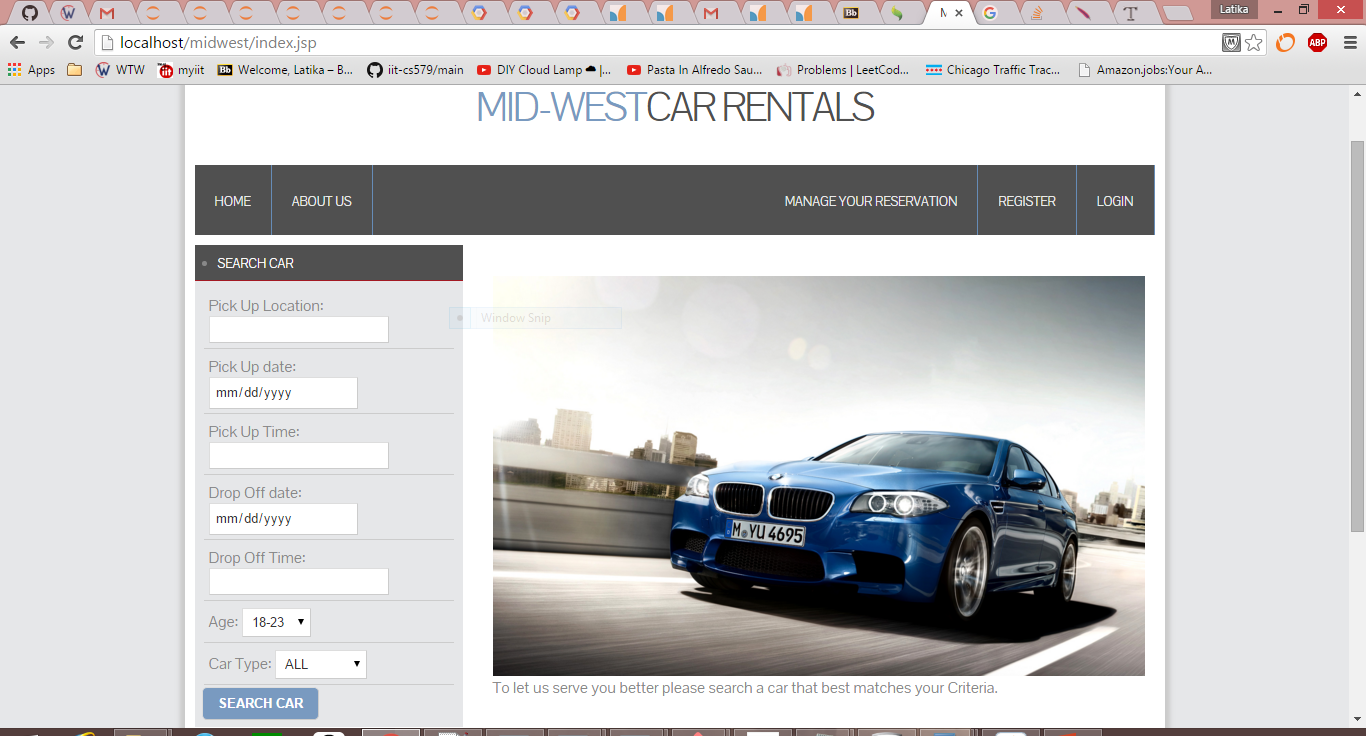 Latika
localhost/midwest/index.jsp
Apps WTW myiit Welcome, Latika – B... iit-cs579/main DIY Cloud Lamp ☁ |... Pasta In Alfredo Sau... Problems | LeetCod... Chicago Traffic Trac... Amazon.jobs:Your A...
MID-WESTCAR RENTALS
HOME ABOUT US MANAGE YOUR RESERVATION REGISTER LOGIN
SEARCH CAR
Pick Up Location:
Window Snip
Pick Up date:
mm/dd/yyyy
Pick Up Time:
Drop Off date:
mm/dd/yyyy
Drop Off Time:
Age: 18-23
Car Type: ALL
SEARCH CAR
M YU 4695
To let us serve you better please search a car that best matches your Criteria.